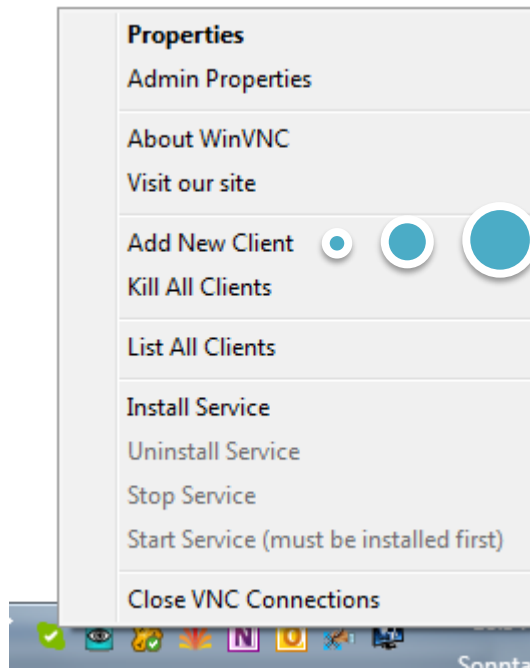 Properties
Admin Properties
About WinVNC
Visit our site
Add New Client
Kill All Clients
List All Clients
Install Service
Uninstall Service
Stop Service
Start Service (must be installed first)
Close VNC Connections
N
O